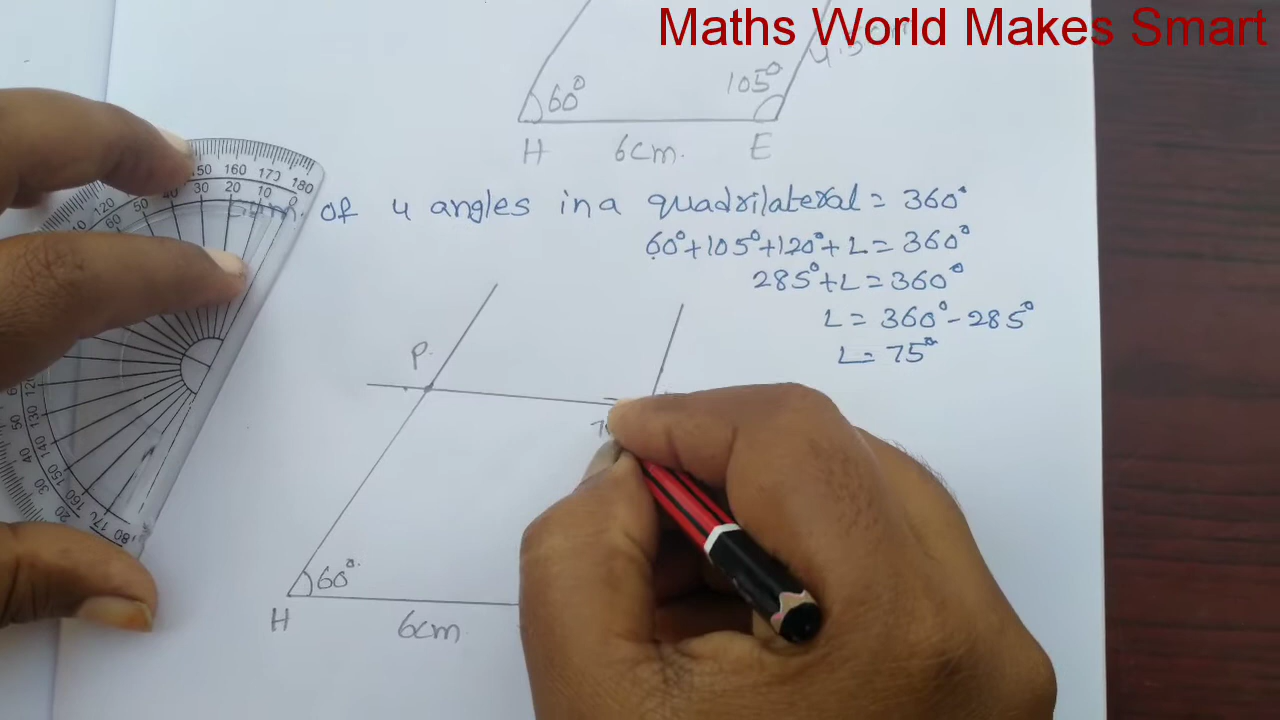 Maths World Makes Smart
60° 105°
H 6cm. E
of 4 angles in a quadrilateral = 360°
60°+105°+120°+L=360°
285°+L=360°
L= 360°-285°
L=75°
P.
60°
H 6cm